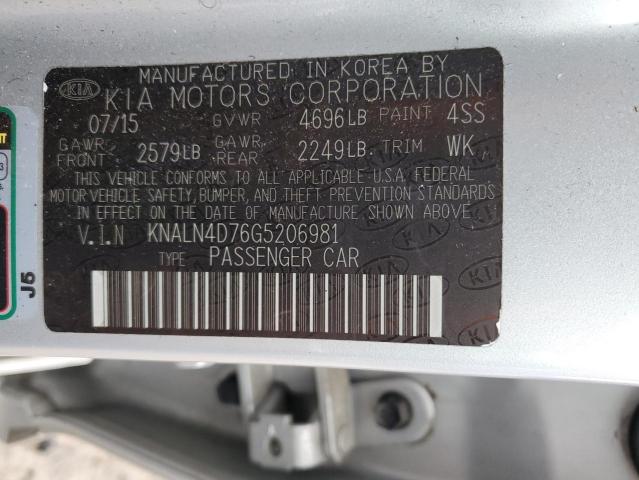 MANUFACTURED IN KOREA BY
KIA KIA MOTORS CORPORATION
07/15 GVWR 4696LB PAINT 4SS
GAWR FRONT 2579LB GAWR REAR 2249LB TRIM WK
THIS VEHICLE CONFORMS TO ALL APPLICABLE U.S.A. FEDERAL
MOTOR VEHICLE SAFETY, BUMPER, AND THEFT PREVENTION STANDARDS
IN EFFECT ON THE DATE OF MANUFACTURE SHOWN ABOVE.
V.I.N KNALN4D76G5206981
TYPE PASSENGER CAR
J5